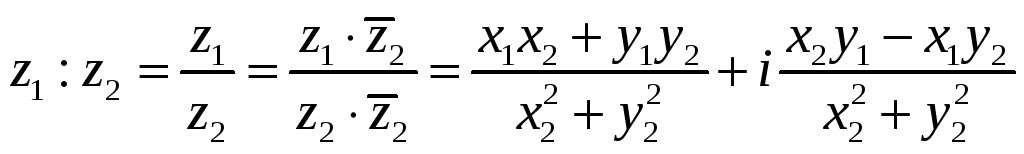 z₁ : z₂ = z₁/z₂ = (z₁ · z̅₂)/(z₂ · z̅₂) = (x₁x₂ + y₁y₂)/(x₂² + y₂²) + i (x₂y₁ − x₁y₂)/(x₂² + y₂²)